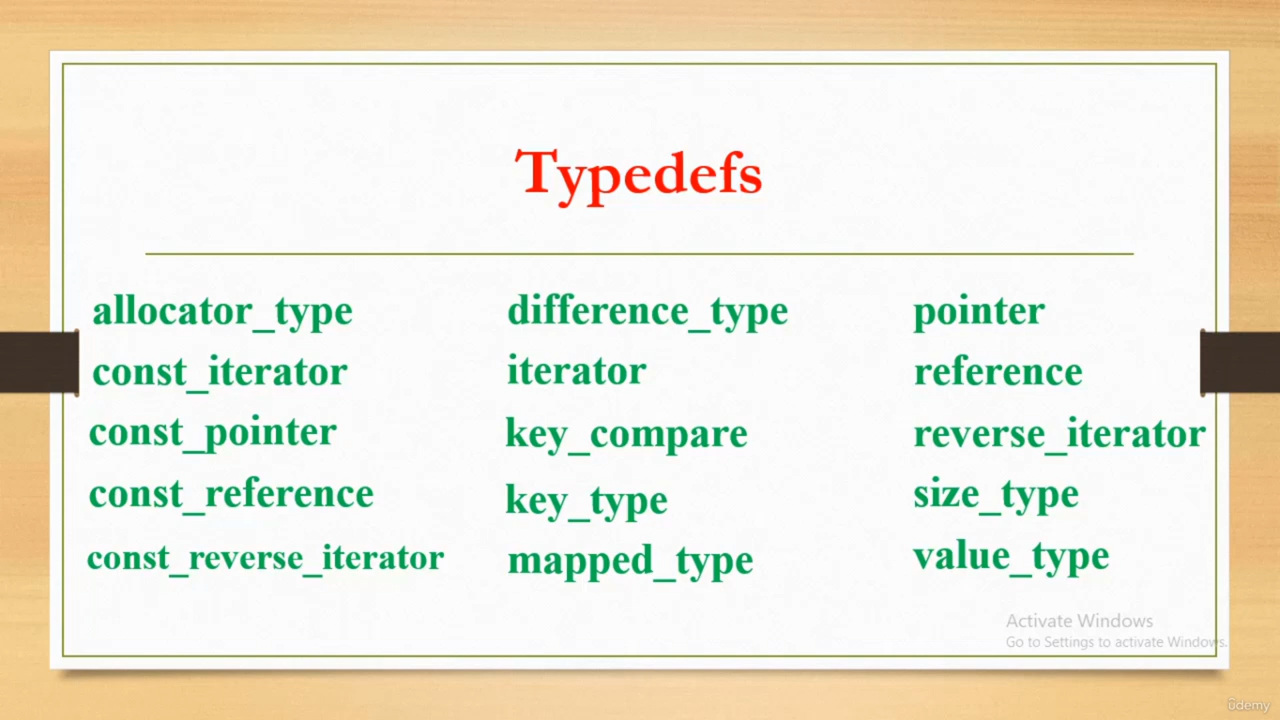 Typedefs
allocator_type
const_iterator
const_pointer
const_reference
const_reverse_iterator
difference_type
iterator
key_compare
key_type
mapped_type
pointer
reference
reverse_iterator
size_type
value_type
Activate Windows
Go to Settings to activate Windows.
ûdemy